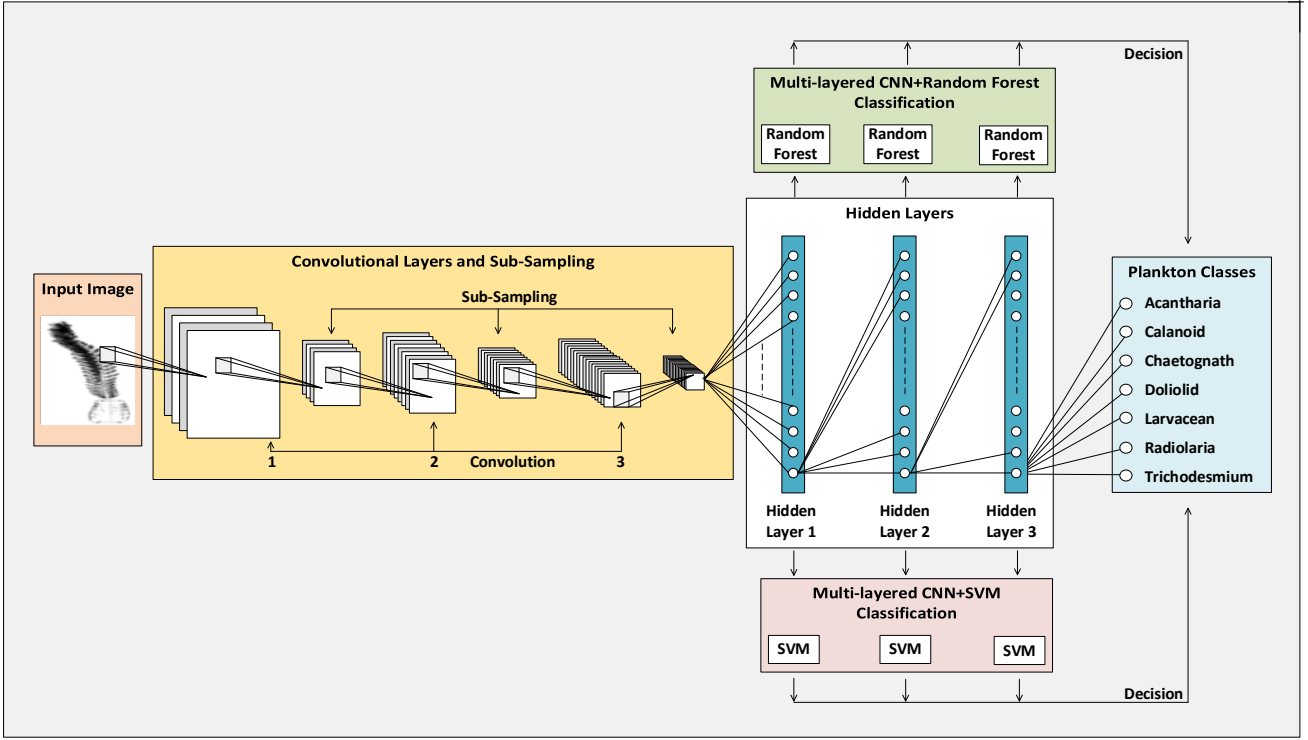 Decision
Multi-layered CNN+Random Forest
Classification
Random
Forest
Random
Forest
Random
Forest
Hidden Layers
Convolutional Layers and Sub-Sampling
Input Image
Sub-Sampling
Plankton Classes
Acantharia
Calanoid
Chaetognath
Doliolid
Larvacean
Radiolaria
Trichodesmium
1
2
Convolution
3
Hidden
Layer 1
Hidden
Layer 2
Hidden
Layer 3
Multi-layered CNN+SVM
Classification
SVM
SVM
SVM
Decision